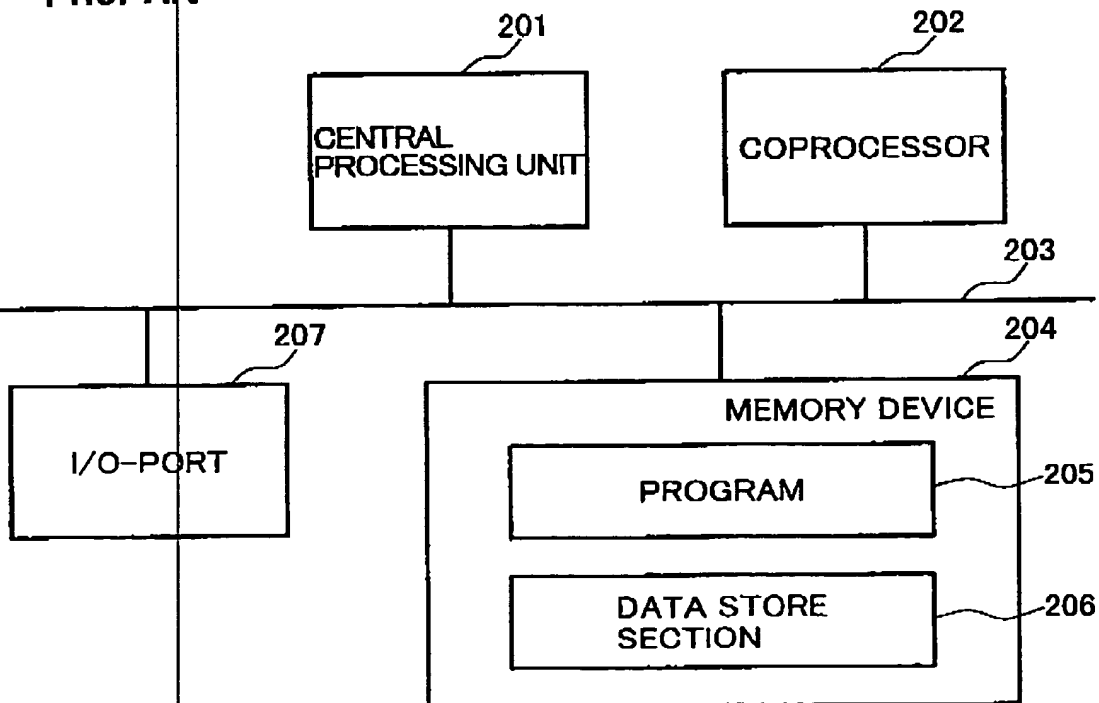 201
202
CENTRAL
PROCESSING UNIT
COPROCESSOR
203
207
204
I/O-PORT
MEMORY DEVICE
PROGRAM
205
DATA STORE
SECTION
206